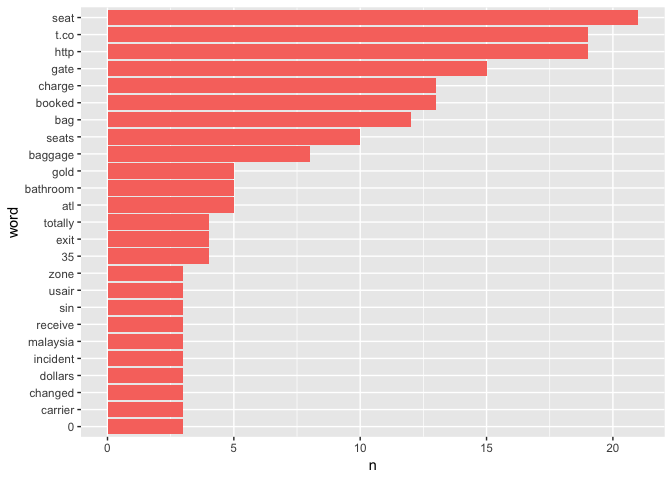 seat
t.co
http
gate
charge
booked
bag
seats
baggage
gold
bathroom
atl
totally
exit
35
zone
usair
sin
receive
malaysia
incident
dollars
changed
carrier
0
word
0 5 10 15 20
n